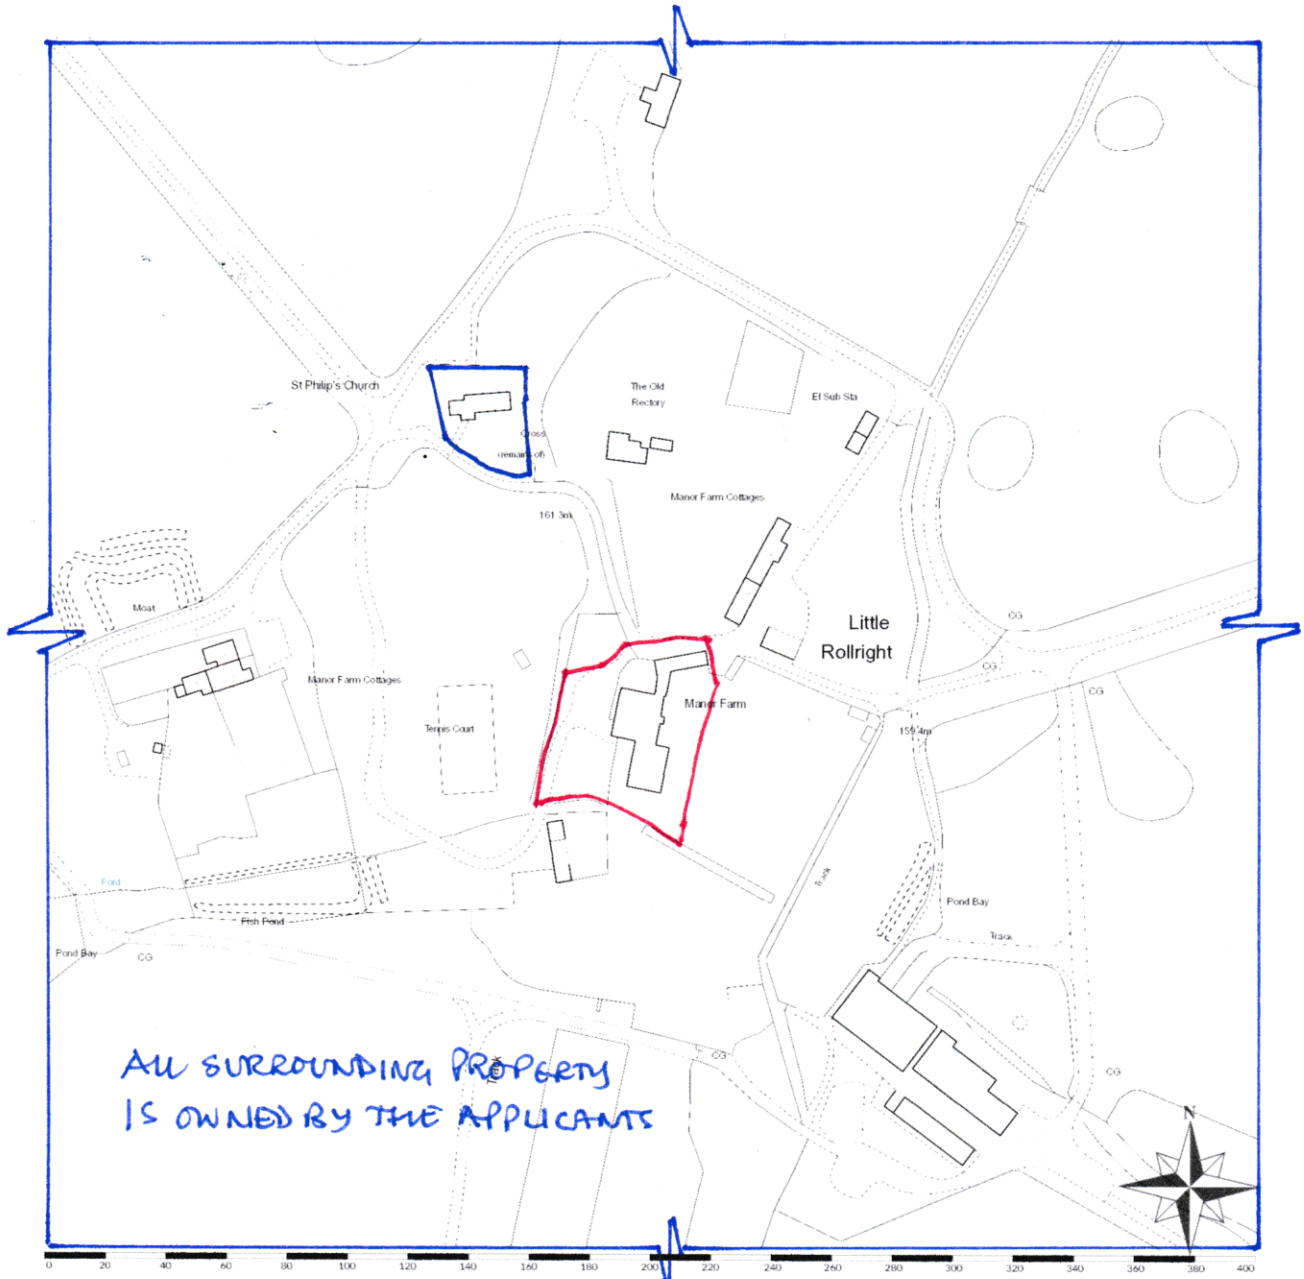 St Philip's Church
The Old
Rectory
El Sub Sta
Cross
(remains of)
Manor Farm Cottages
161.3m
Moat
Little
Rollright
CG
CG
CG
Manor Farm Cottages
Manor Farm
Tennis Court
159.4m
Track
Ford
Fish Pond
Pond Bay
Track
Pond Bay
CG
CG
CG
Track
ALL SURROUNDING PROPERTY
IS OWNED BY THE APPLICANTS
N
0 20 40 60 80 100 120 140 160 180 200 220 240 260 280 300 320 340 360 380 400